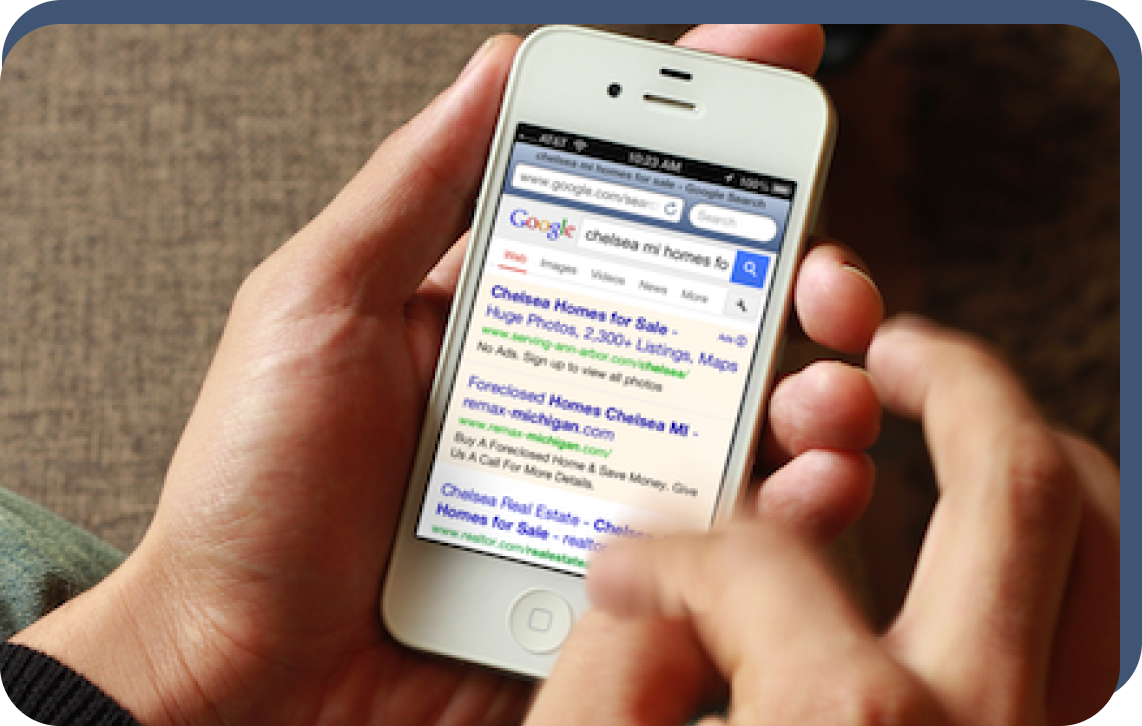 AT&T 10:23 AM 100%
chelsea mi homes for sale - Google Search
www.google.com/sear Search
Google chelsea mi homes fo
Web Images Videos News More
Chelsea Homes for Sale -
Ads
Huge Photos, 2,300+ Listings, Maps
www.serving-ann-arbor.com/chelsea/
No Ads. Sign up to view all photos
Foreclosed Homes Chelsea MI -
remax-michigan.com
www.remax-michigan.com/
Buy A Foreclosed Home & Save Money. Give
Us A Call For More Details.
Chelsea Real Estate - Chelsea
Homes for Sale - realtor
www.realtor.com/realestate